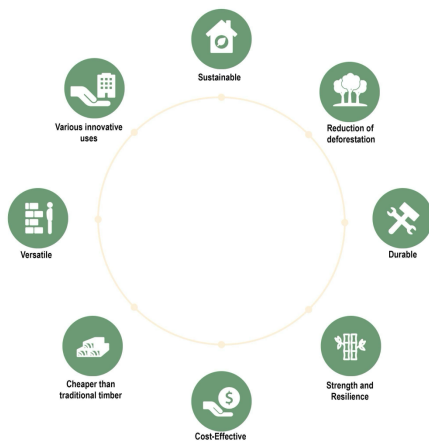 Sustainable
Reduction of
deforestation
Durable
Strength and
Resilience
Cost-Effective
$
Cheaper than
traditional timber
Versatile
Various innovative
uses